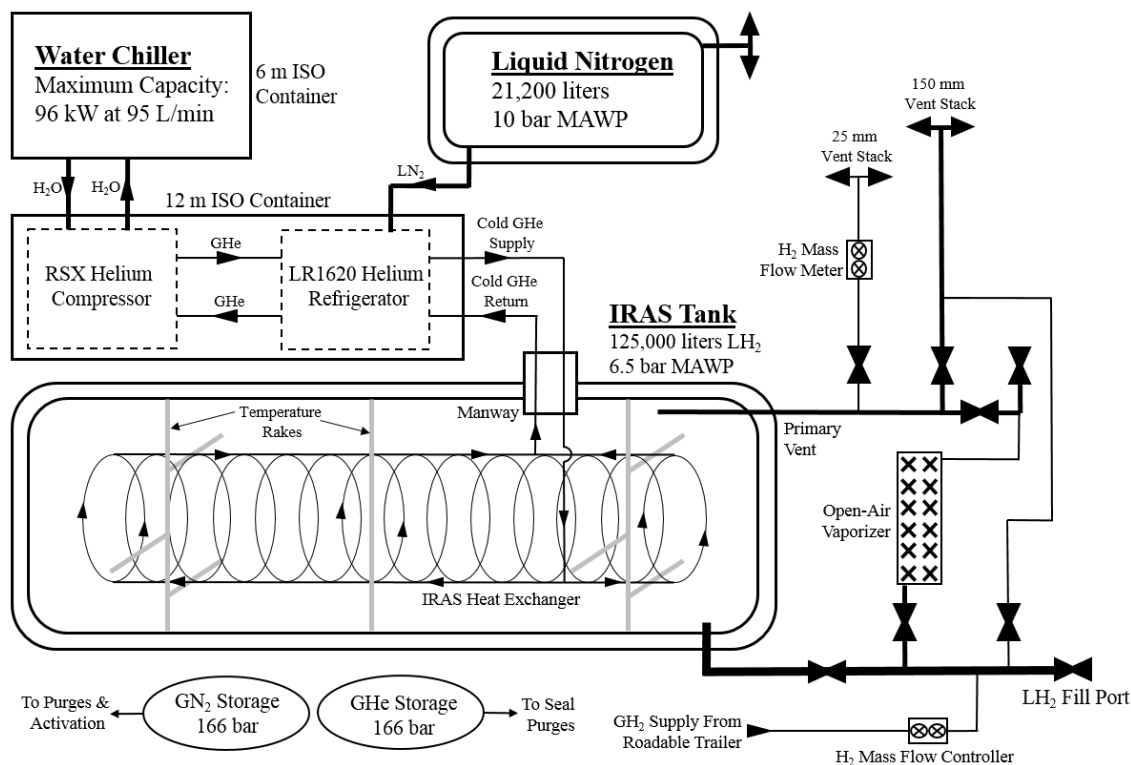 Water Chiller
Maximum Capacity:
96 kW at 95 L/min
6 m ISO
Container
Liquid Nitrogen
21,200 liters
10 bar MAWP
150 mm
Vent Stack
25 mm
Vent Stack
H₂O
H₂O
LN₂
12 m ISO Container
RSX Helium
Compressor
GHe
GHe
LR1620 Helium
Refrigerator
Cold GHe
Supply
Cold GHe
Return
H₂ Mass
Flow Meter
IRAS Tank
125,000 liters LH₂
6.5 bar MAWP
Manway
Temperature
Rakes
Primary
Vent
Open-Air
Vaporizer
IRAS Heat Exchanger
To Purges &
Activation
GN₂ Storage
166 bar
GHe Storage
166 bar
To Seal
Purges
GH₂ Supply From
Roadable Trailer
LH₂ Fill Port
H₂ Mass Flow Controller